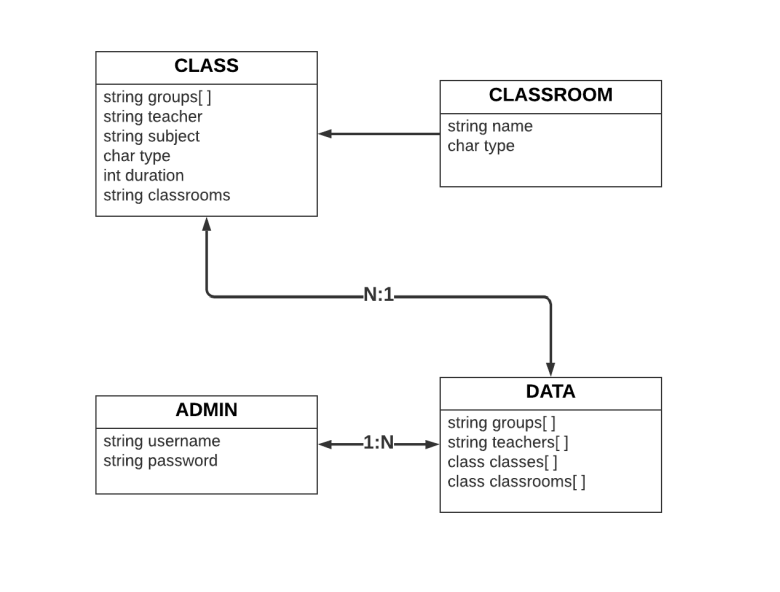 CLASS
string groups[ ]
string teacher
string subject
char type
int duration
string classrooms
CLASSROOM
string name
char type
N:1
ADMIN
string username
string password
1:N
DATA
string groups[ ]
string teachers[ ]
class classes[ ]
class classrooms[ ]